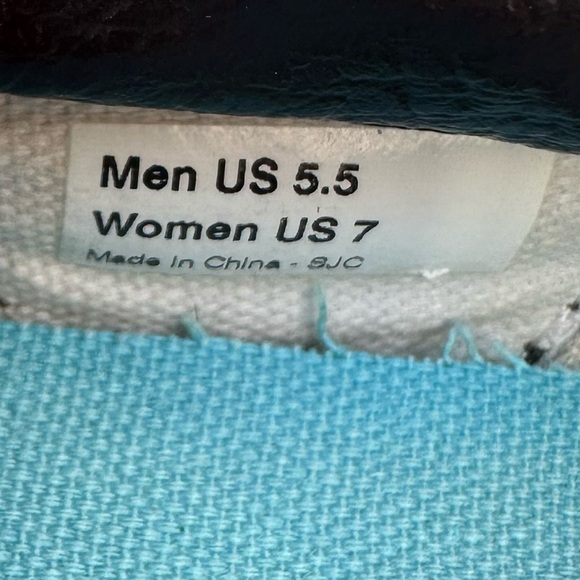 Men US 5.5
Women US 7
Made in China - SJC